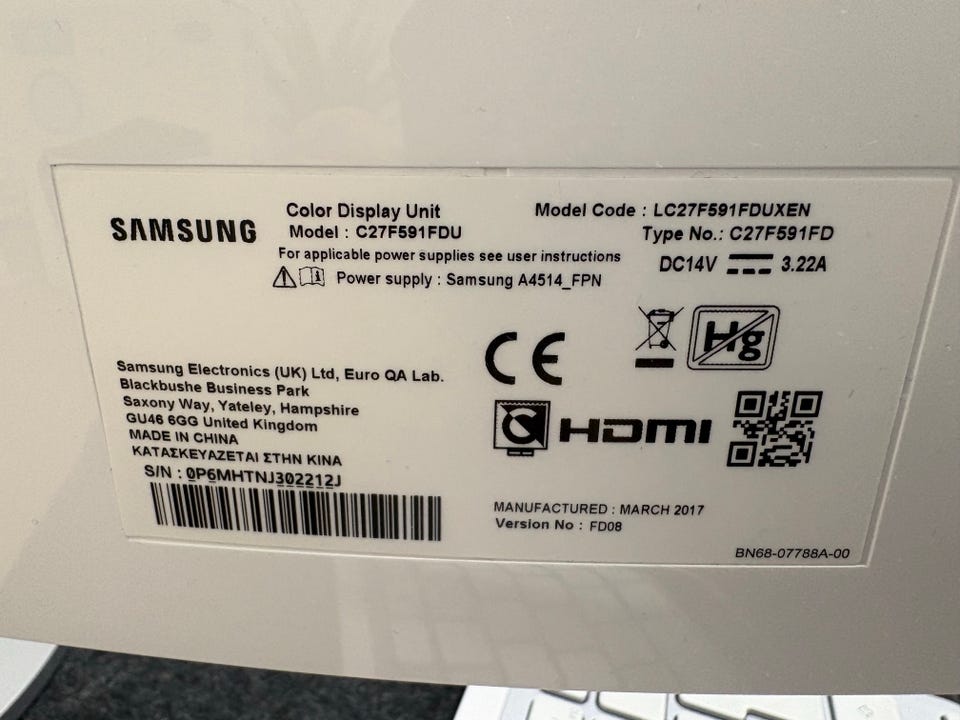 SAMSUNG
Color Display Unit
Model : C27F591FDU
For applicable power supplies see user instructions
Power supply : Samsung A4514_FPN
Model Code : LC27F591FDUXEN
Type No.: C27F591FD
DC14V 3.22A
CE
Hg
HDMI
Samsung Electronics (UK) Ltd, Euro QA Lab.
Blackbushe Business Park
Saxony Way, Yateley, Hampshire
GU46 6GG United Kingdom
MADE IN CHINA
ΚΑΤΑΣΚΕΥΑΖΕΤΑΙ ΣΤΗΝ ΚΙΝΑ
S/N : 0P6MHTNJ302212J
MANUFACTURED : MARCH 2017
Version No : FD08
BN68-07788A-00